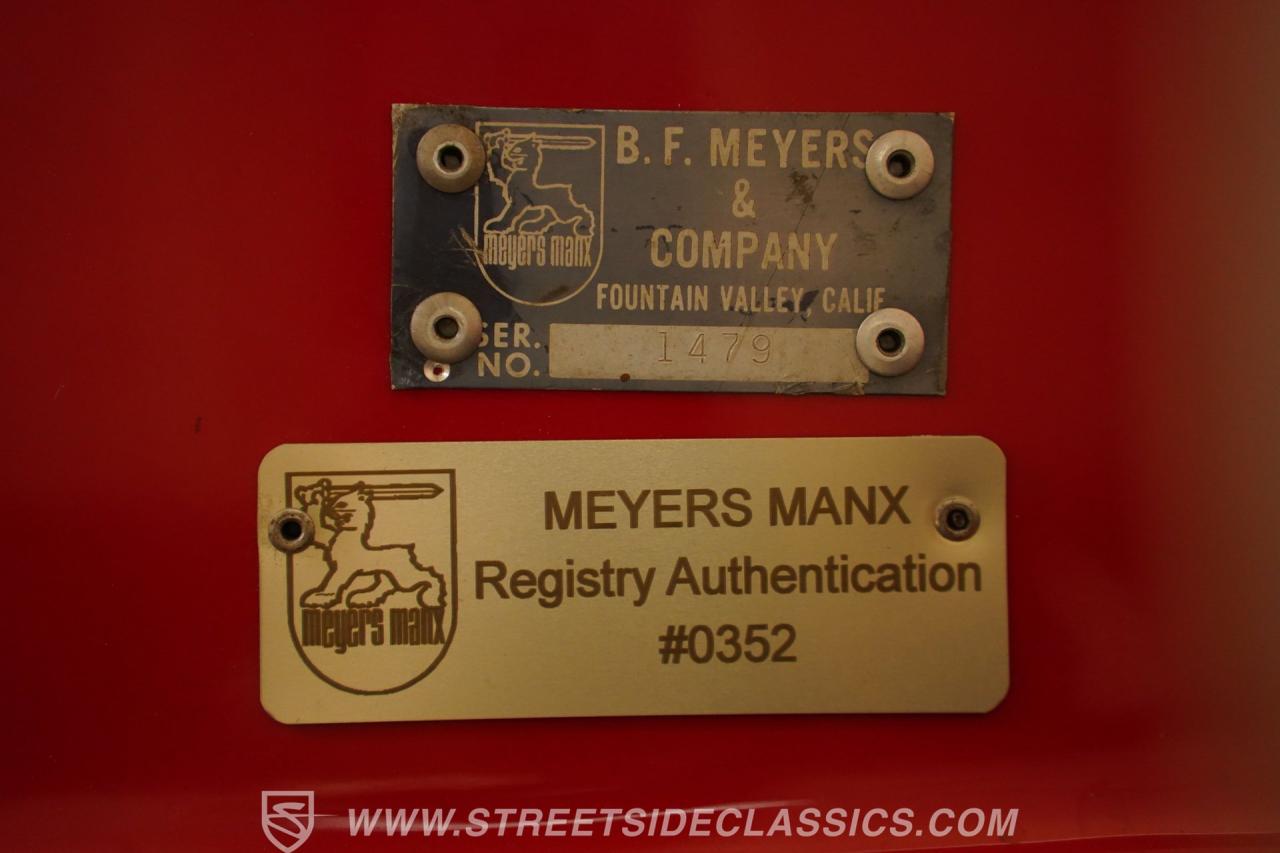 meyers manx
B. F. MEYERS
&
COMPANY
FOUNTAIN VALLEY, CALIF
SER. NO. 1479
meyers manx
MEYERS MANX
Registry Authentication
#0352
WWW.STREETSIDECLASSICS.COM